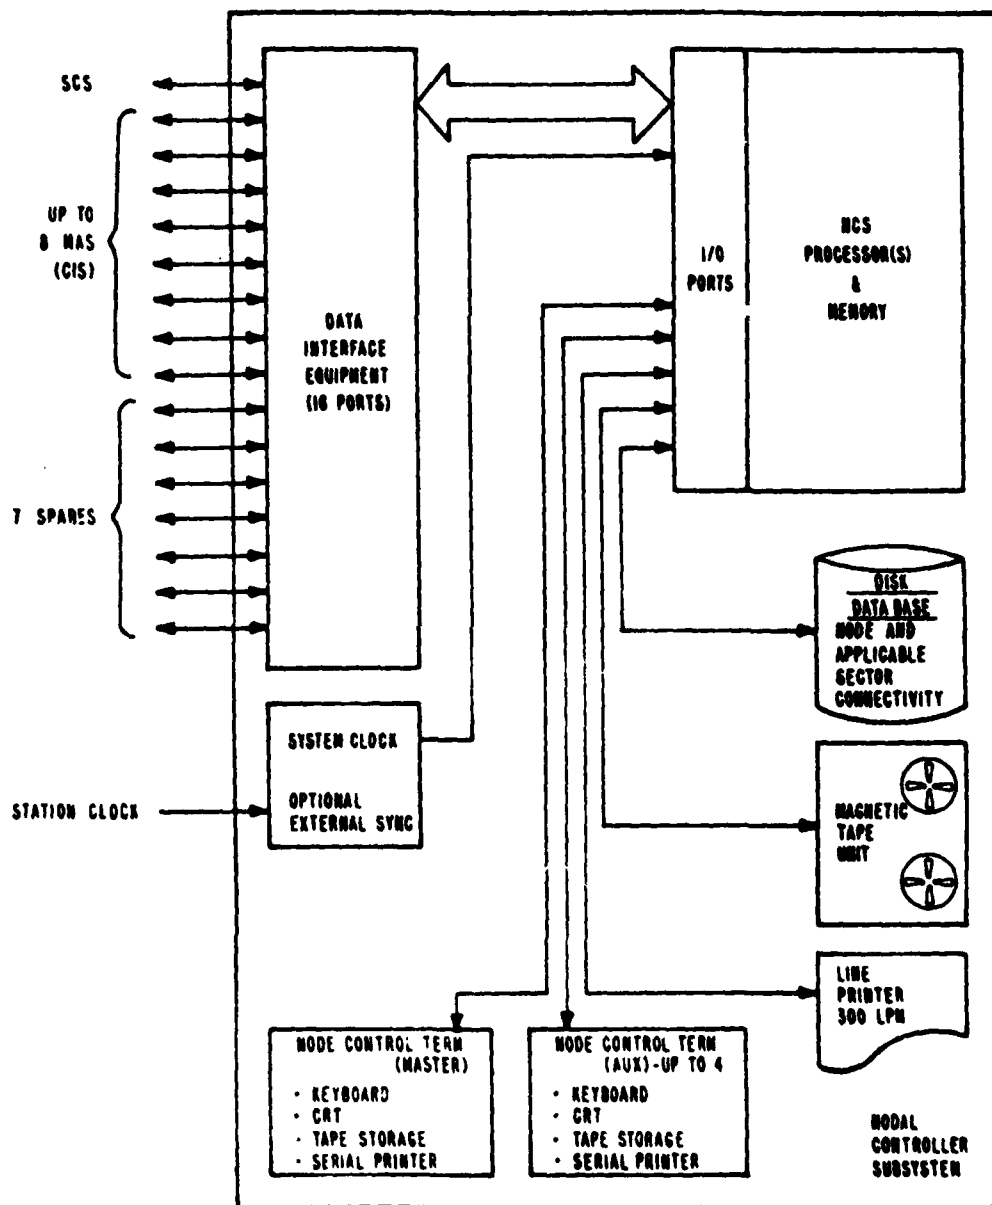 SCS
UP TO
8 MAS
(CIS)
7 SPARES
STATION CLOCK
DATA
INTERFACE
EQUIPMENT
(16 PORTS)
SYSTEM CLOCK
OPTIONAL
EXTERNAL SYNC
I/O
PORTS
NCS
PROCESSOR(S)
&
MEMORY
DISK
DATA BASE
NODE AND
APPLICABLE
SECTOR
CONNECTIVITY
MAGNETIC
TAPE
UNIT
LINE
PRINTER
300 LPM
NODE CONTROL TERM
(MASTER)
· KEYBOARD
· CRT
· TAPE STORAGE
· SERIAL PRINTER
NODE CONTROL TERM
(AUX)-UP TO 4
· KEYBOARD
· CRT
· TAPE STORAGE
· SERIAL PRINTER
NODAL
CONTROLLER
SUBSYSTEM